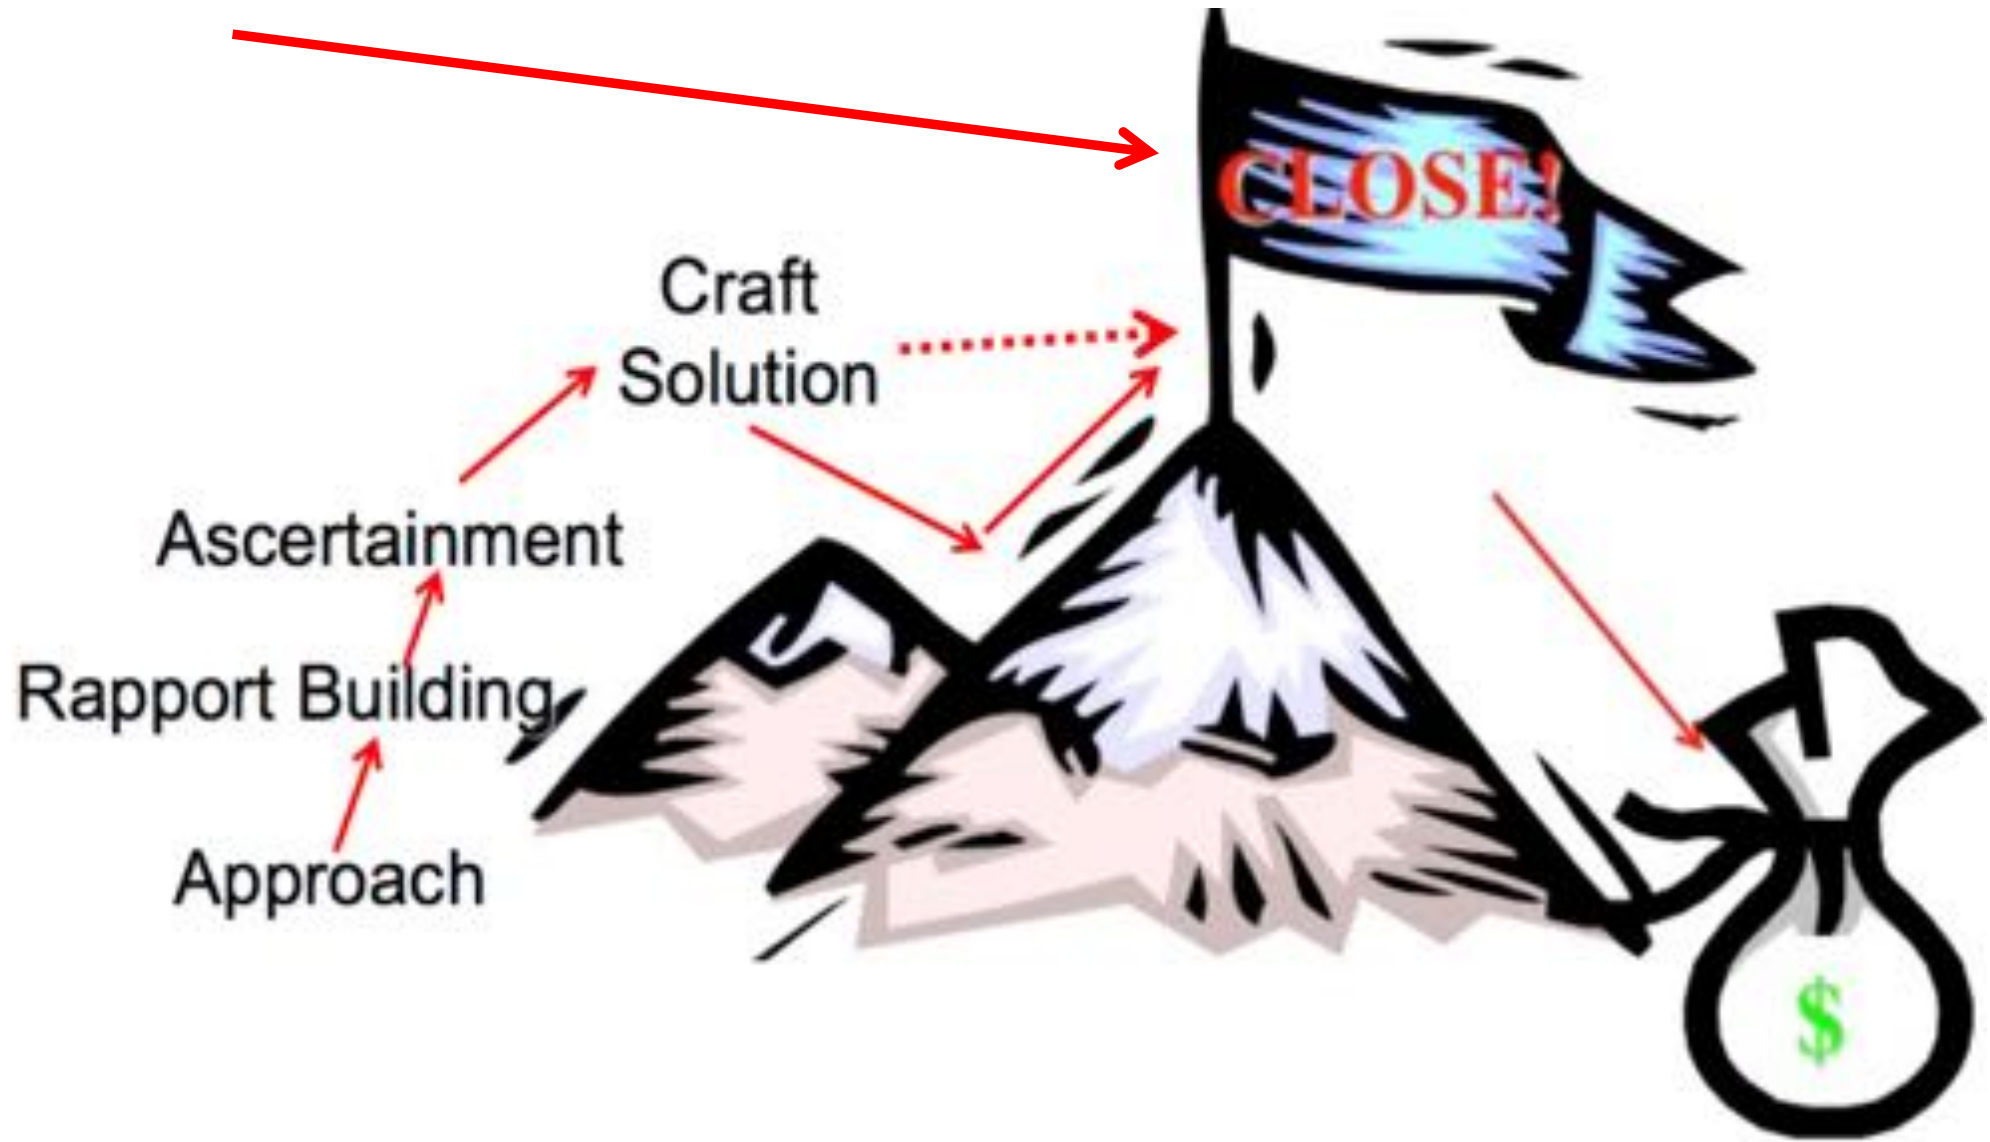 CLOSE!
Craft
Solution
Ascertainment
Rapport Building
Approach
$